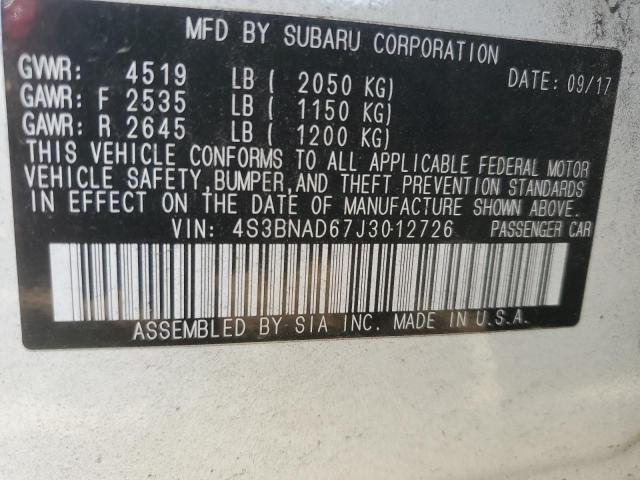 MFD BY SUBARU CORPORATION
GVWR: 4519 LB ( 2050 KG) DATE: 09/17
GAWR: F 2535 LB ( 1150 KG)
GAWR: R 2645 LB ( 1200 KG)
THIS VEHICLE CONFORMS TO ALL APPLICABLE FEDERAL MOTOR
VEHICLE SAFETY, BUMPER, AND THEFT PREVENTION STANDARDS
IN EFFECT ON THE DATE OF MANUFACTURE SHOWN ABOVE.
VIN: 4S3BNAD67J3012726 PASSENGER CAR
ASSEMBLED BY SIA INC. MADE IN U.S.A.